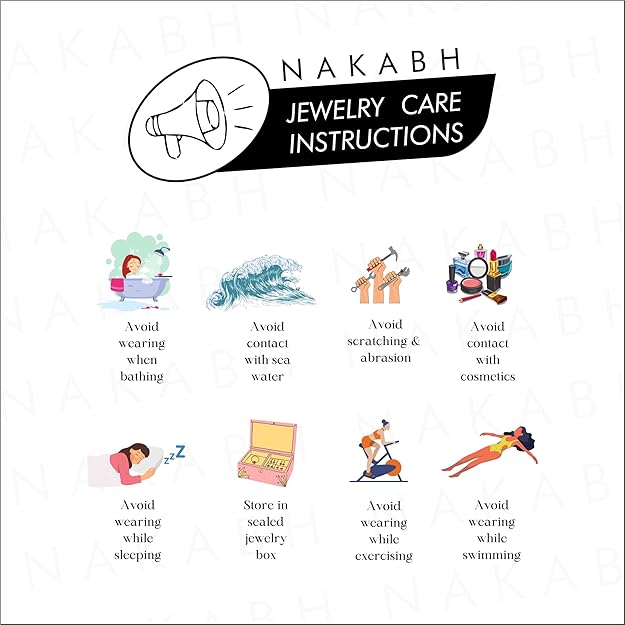 NAKABH
JEWELRY CARE
INSTRUCTIONS
Avoid
wearing
when
bathing
Avoid
contact
with sea
water
Avoid
scratching &
abrasion
Avoid
contact
with
cosmetics
zzZ
Avoid
wearing
while
sleeping
Store in
sealed
jewelry
box
Avoid
wearing
while
exercising
Avoid
wearing
while
swimming